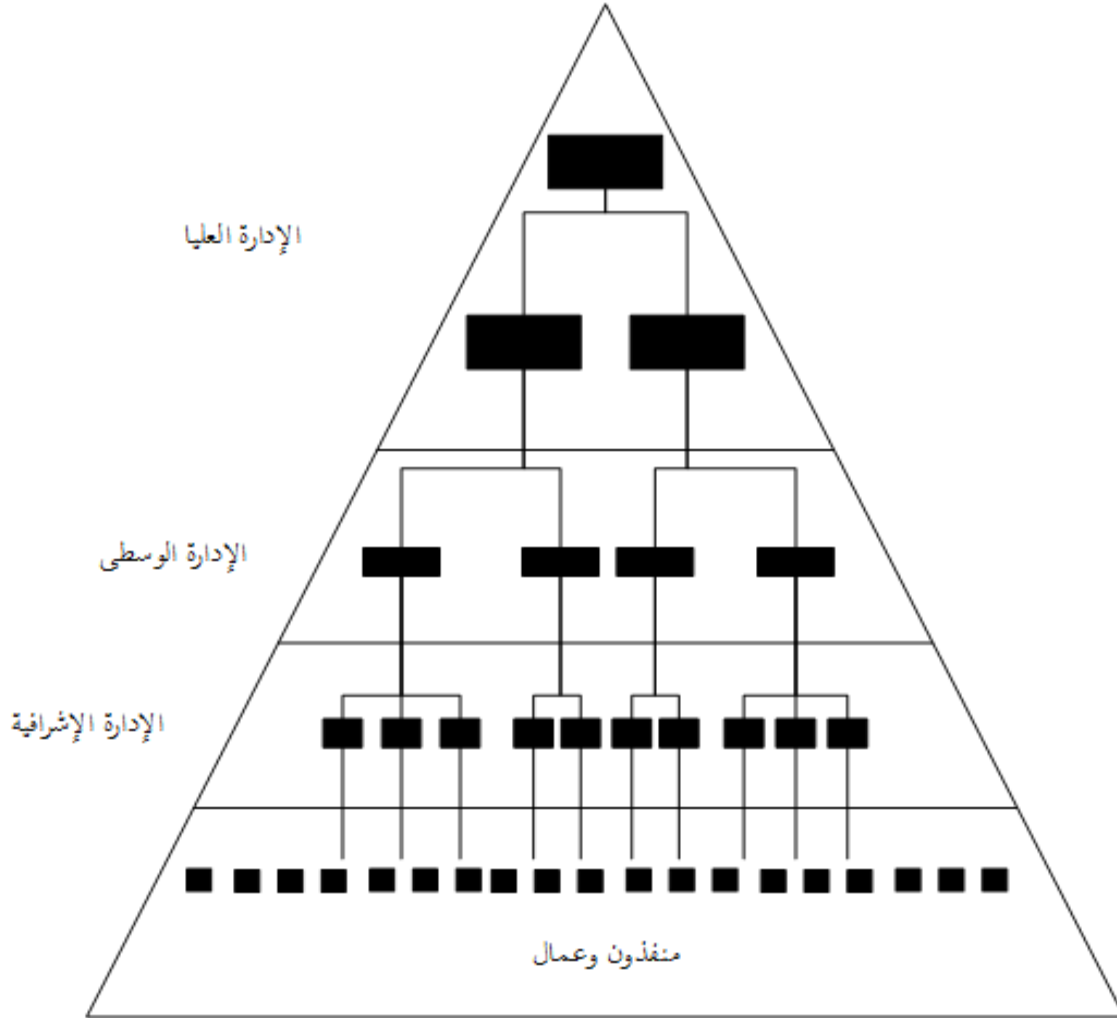 الإدارة العليا
الإدارة الوسطى
الإدارة الإشرافية
منفذون وعمال